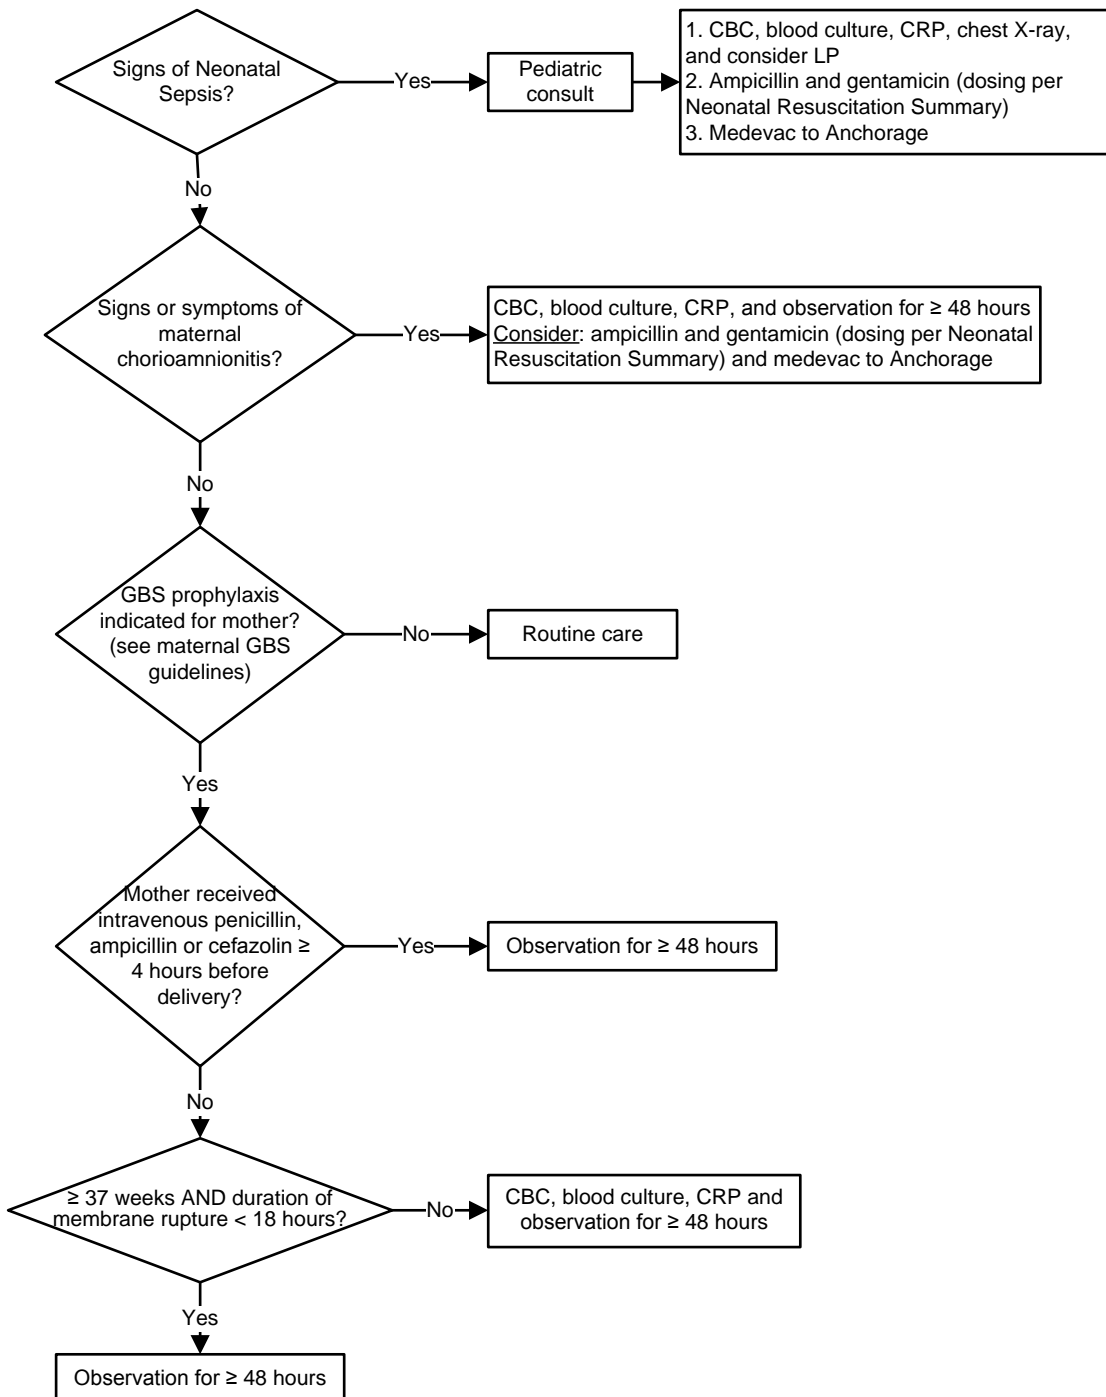 Signs of Neonatal
Sepsis?
Yes
Pediatric
consult
1. CBC, blood culture, CRP, chest X-ray,
and consider LP
2. Ampicillin and gentamicin (dosing per
Neonatal Resuscitation Summary)
3. Medevac to Anchorage
No
Signs or symptoms of
maternal
chorioamnionitis?
Yes
CBC, blood culture, CRP, and observation for ≥ 48 hours
Consider: ampicillin and gentamicin (dosing per Neonatal
Resuscitation Summary) and medevac to Anchorage
No
GBS prophylaxis
indicated for mother?
(see maternal GBS
guidelines)
No
Routine care
Yes
Mother received
intravenous penicillin,
ampicillin or cefazolin ≥
4 hours before
delivery?
Yes
Observation for ≥ 48 hours
No
≥ 37 weeks AND duration of
membrane rupture < 18 hours?
No
CBC, blood culture, CRP and
observation for ≥ 48 hours
Yes
Observation for ≥ 48 hours